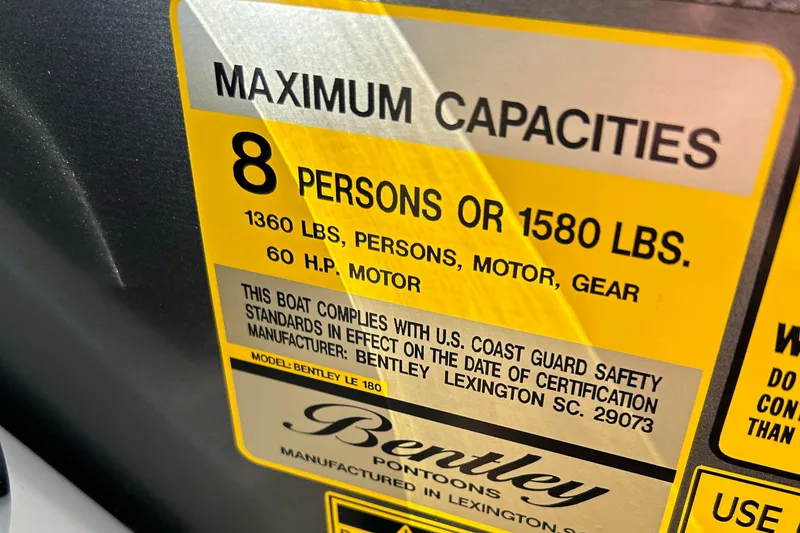 MAXIMUM CAPACITIES
8 PERSONS OR 1580 LBS.
1360 LBS, PERSONS, MOTOR, GEAR
60 H.P. MOTOR
THIS BOAT COMPLIES WITH U.S. COAST GUARD SAFETY
STANDARDS IN EFFECT ON THE DATE OF CERTIFICATION
MANUFACTURER: BENTLEY LEXINGTON SC. 29073
MODEL: BENTLEY LE 180
Bentley
PONTOONS
MANUFACTURED IN LEXINGTON, SC
DO
THAN
USE